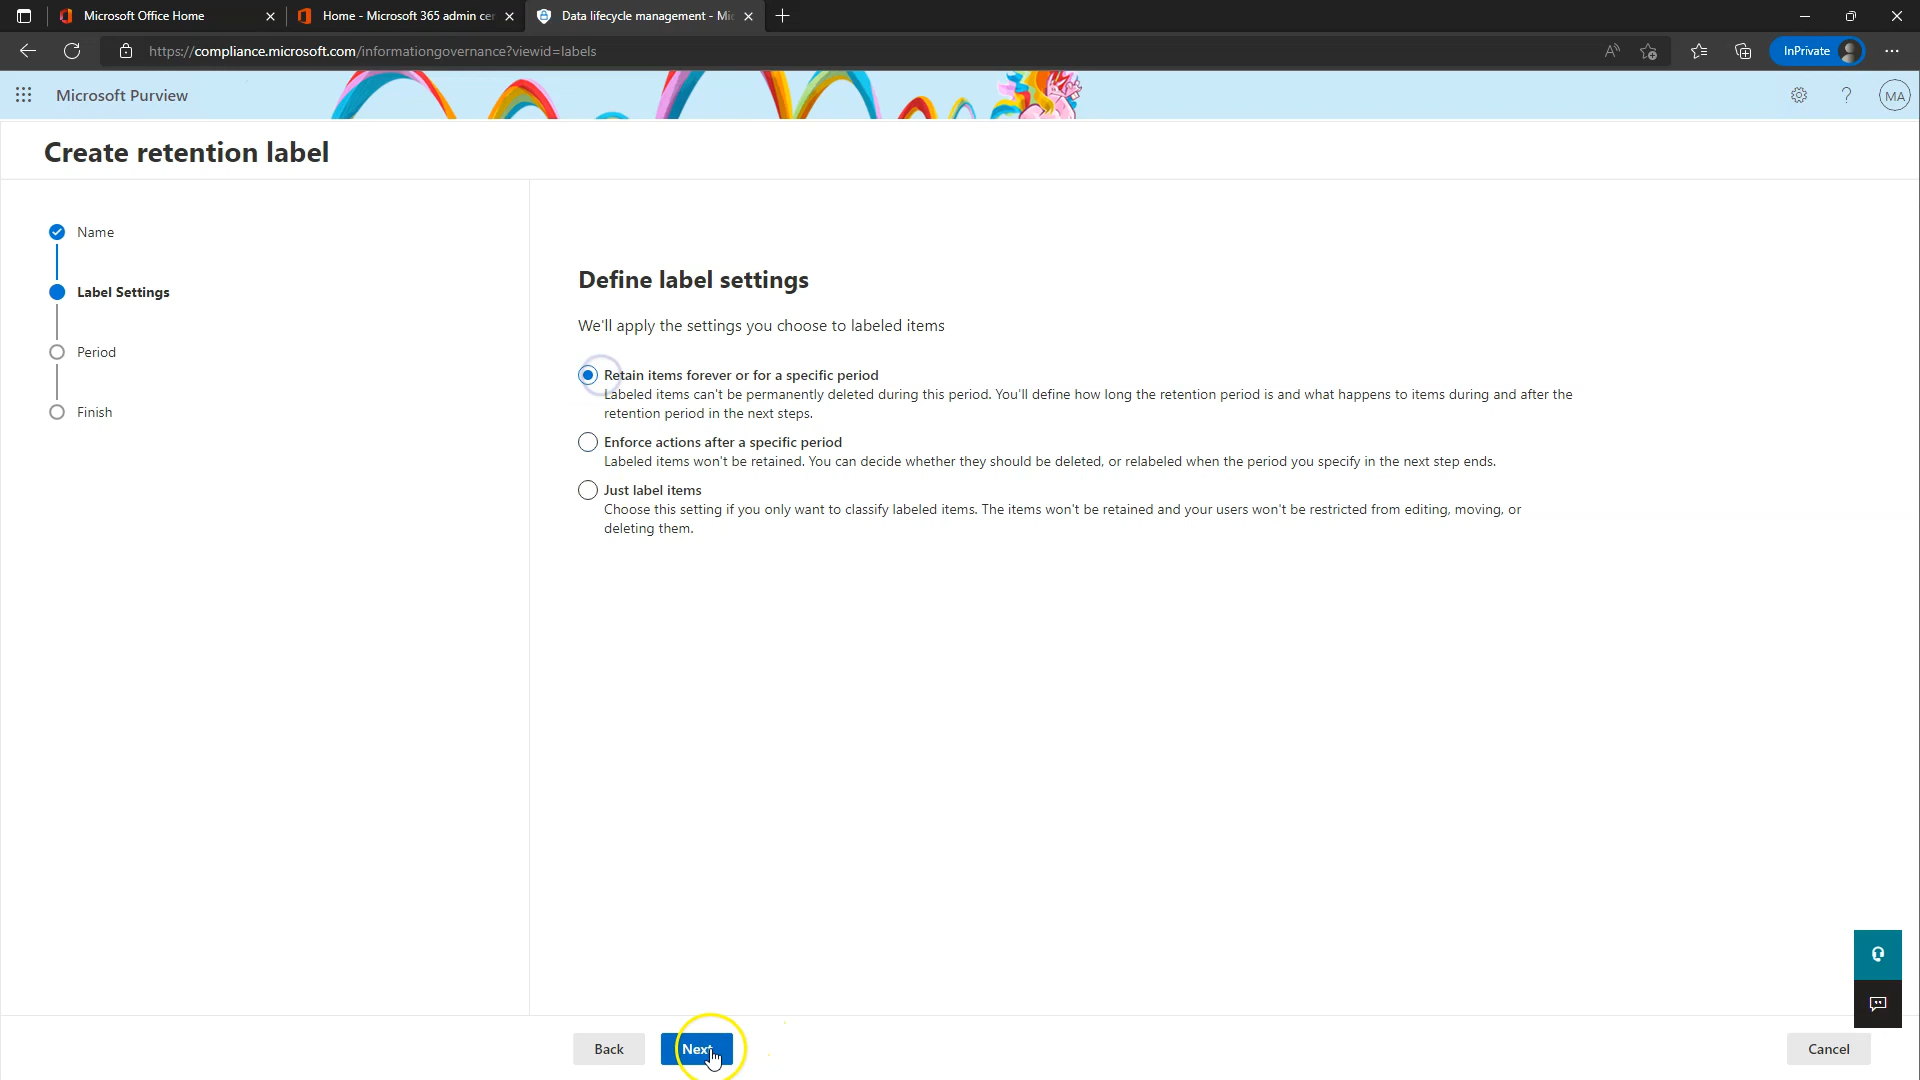 Microsoft Office Home
Home - Microsoft 365 admin cer
Data lifecycle management - Mi
https://compliance.microsoft.com/informationgovernance?viewid=labels
InPrivate
Microsoft Purview
MA
Create retention label
Name
Label Settings
Period
Finish
Define label settings
We'll apply the settings you choose to labeled items
Retain items forever or for a specific period
Labeled items can't be permanently deleted during this period. You'll define how long the retention period is and what happens to items during and after the
retention period in the next steps.
Enforce actions after a specific period
Labeled items won't be retained. You can decide whether they should be deleted, or relabeled when the period you specify in the next step ends.
Just label items
Choose this setting if you only want to classify labeled items. The items won't be retained and your users won't be restricted from editing, moving, or
deleting them.
Back
Next
Cancel